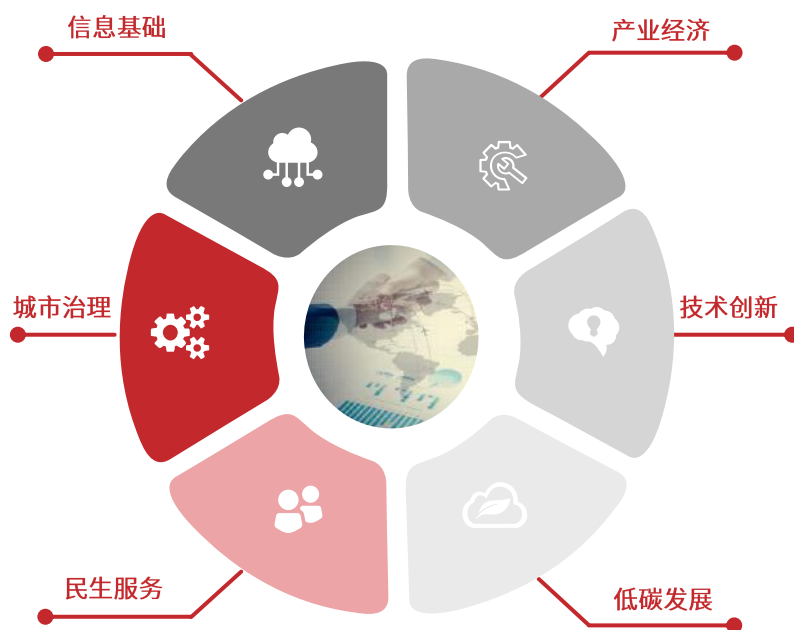 信息基础
产业经济
城市治理
技术创新
民生服务
低碳发展